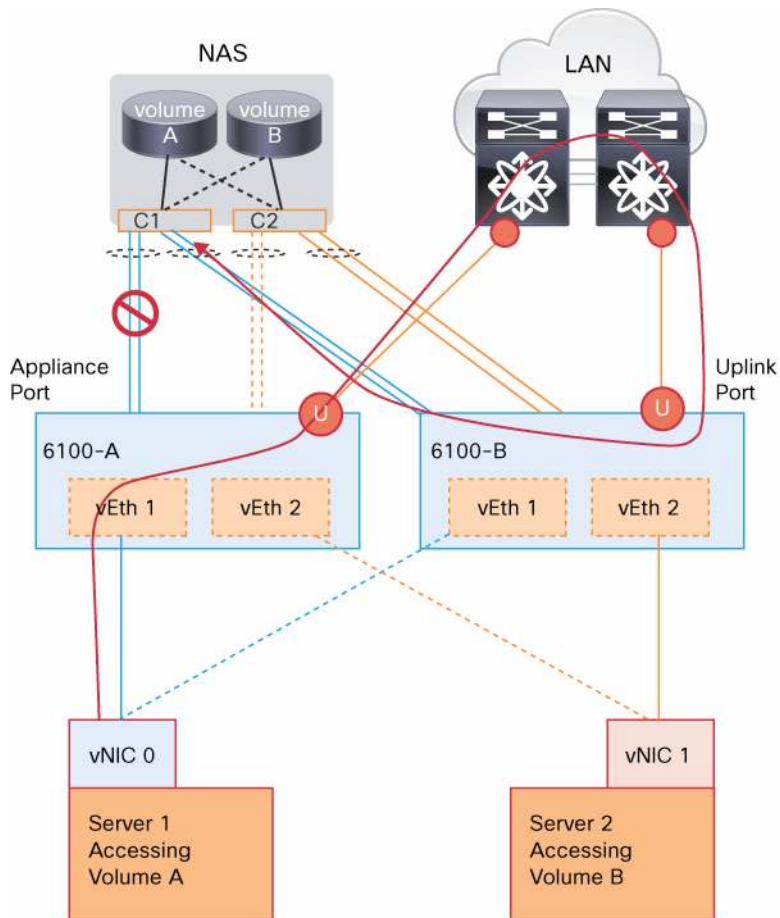 NAS
LAN
volume
A
volume
B
C1
C2
Appliance
Port
Uplink
Port
U
U
6100-A
6100-B
vEth 1
vEth 2
vEth 1
vEth 2
vNIC 0
vNIC 1
Server 1
Accessing
Volume A
Server 2
Accessing
Volume B